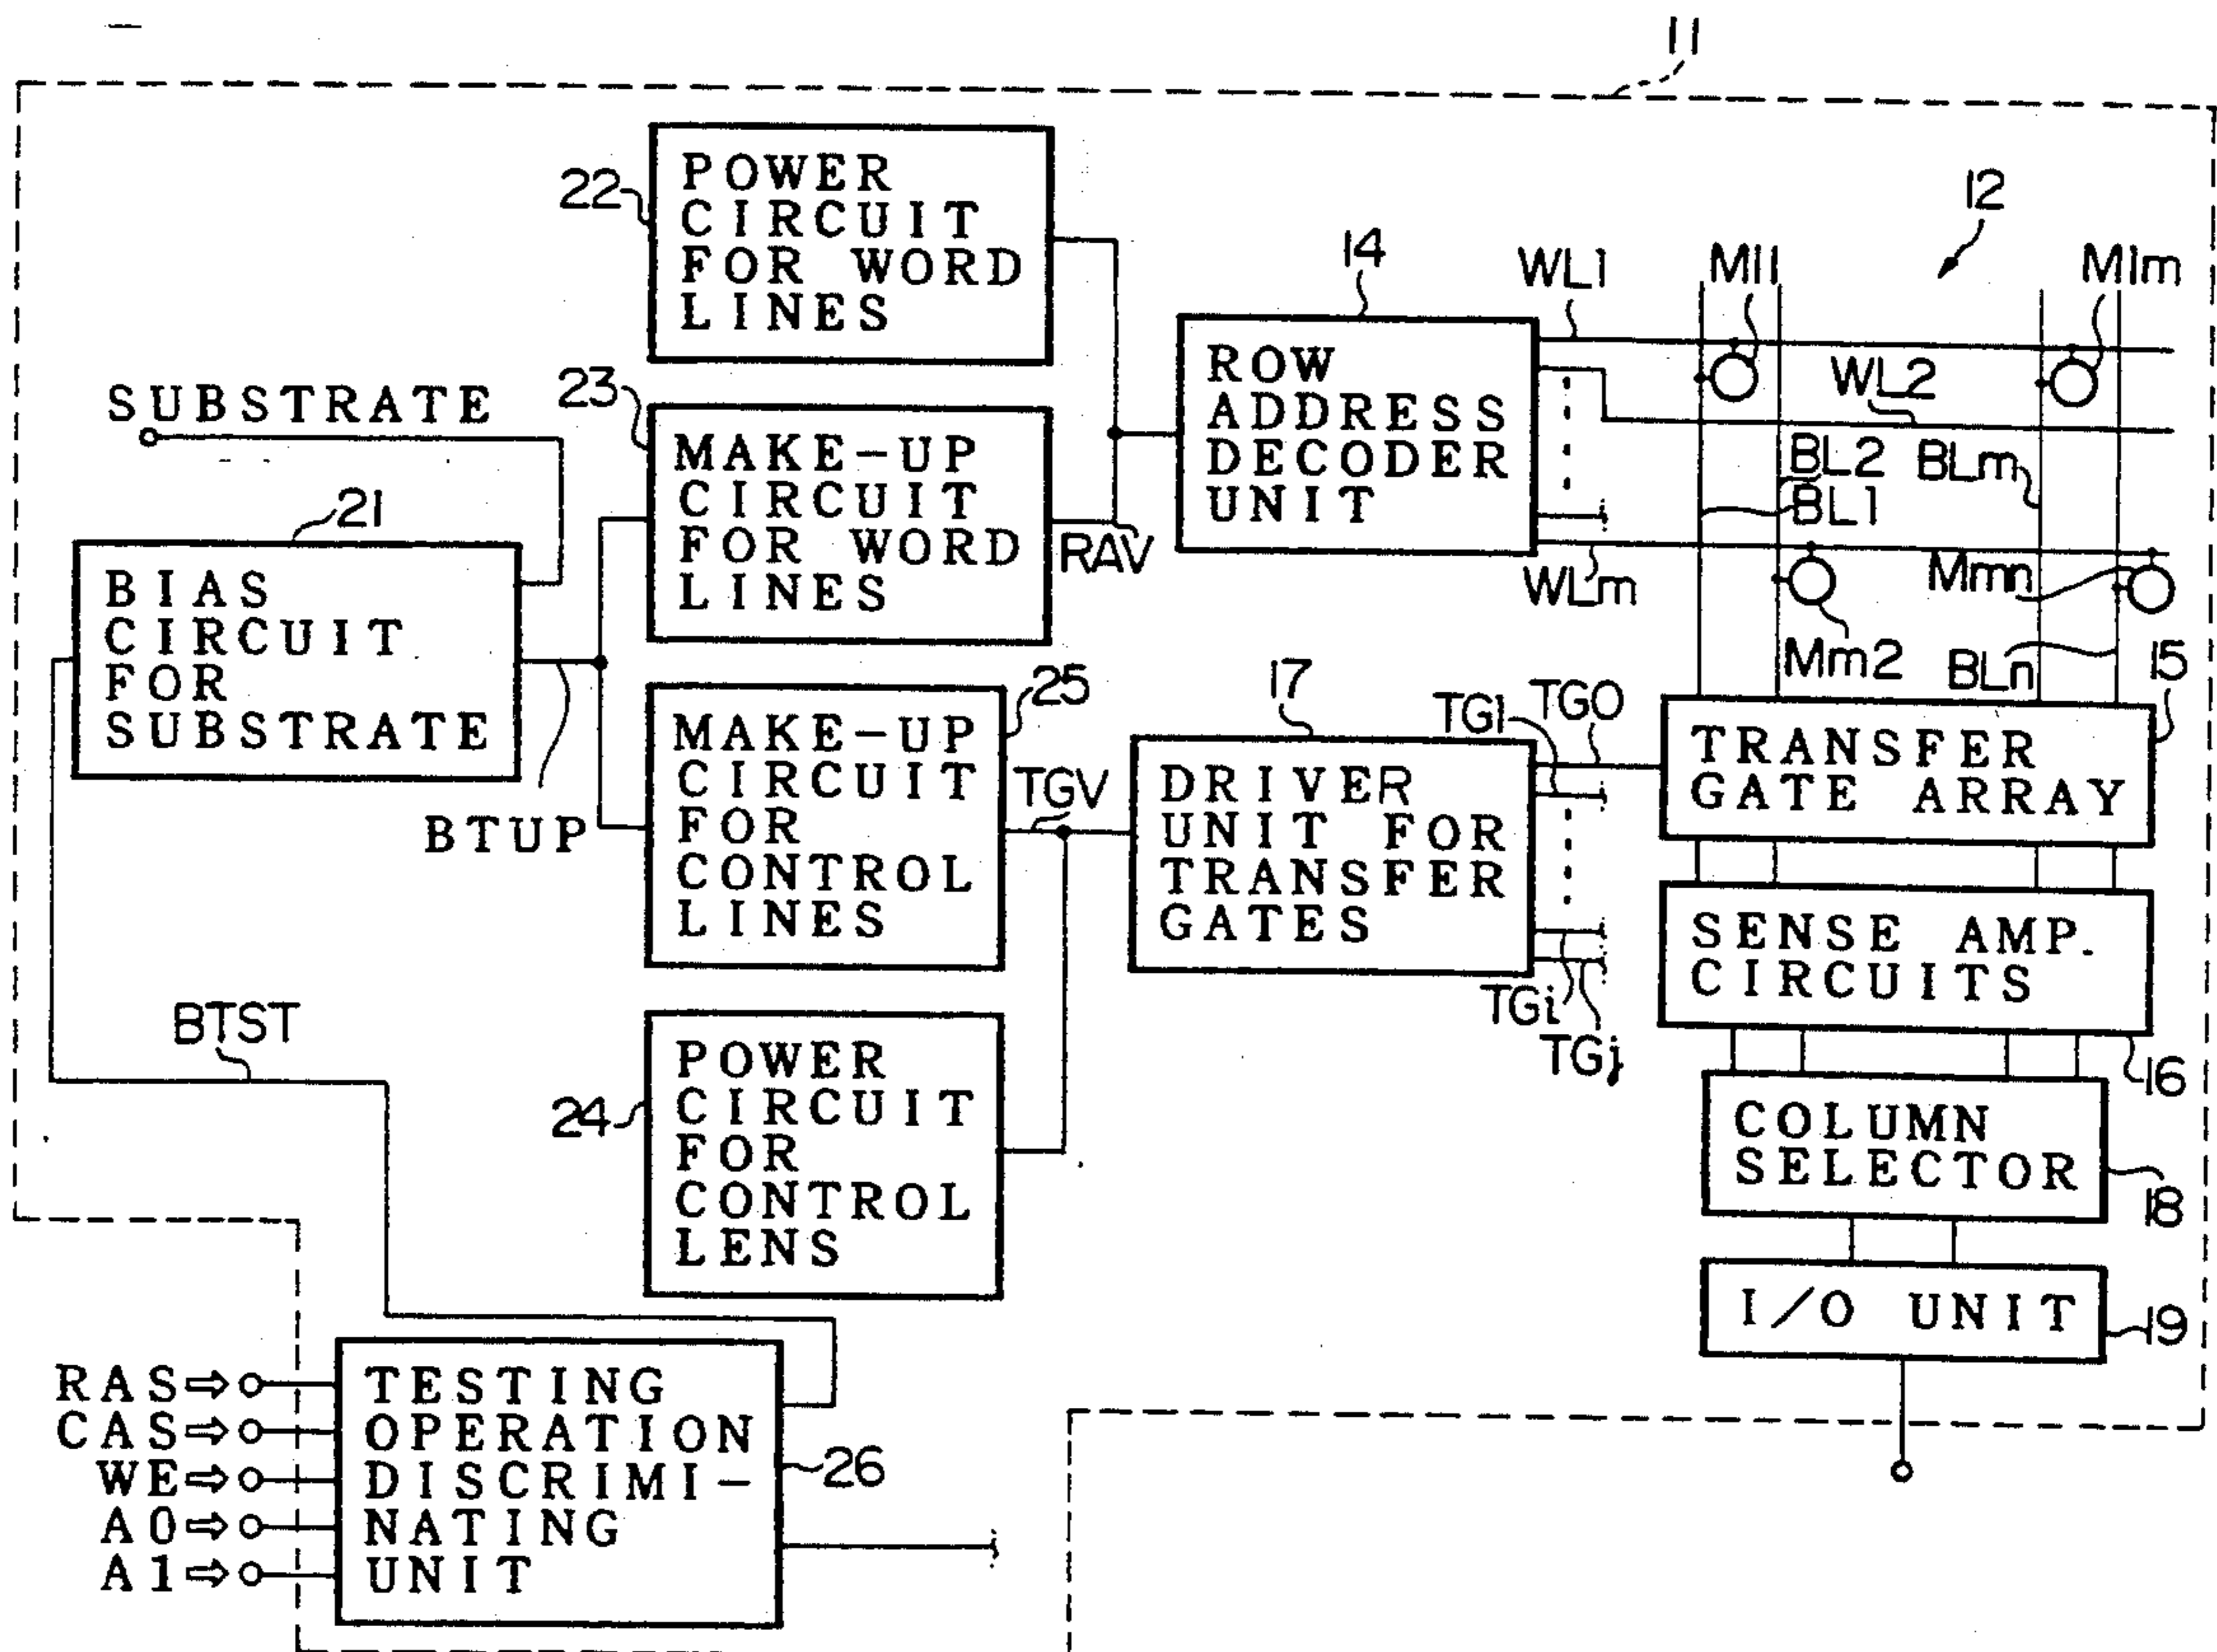 11
22
POWER
CIRCUIT
FOR WORD
LINES
12
14
WL1
M11
M1m
ROW
ADDRESS
DECODER
UNIT
WL2
SUBSTRATE
23
MAKE-UP
CIRCUIT
FOR WORD
LINES
RAV
BL2
BLm
BL1
WLm
Mmn
Mm2
BLn
21
BIAS
CIRCUIT
FOR
SUBSTRATE
BTUP
25
MAKE-UP
CIRCUIT
FOR
CONTROL
LINES
TGV
17
DRIVER
UNIT FOR
TRANSFER
GATES
TG1
TG0
TGi
TGj
15
TRANSFER
GATE ARRAY
SENSE AMP.
CIRCUITS
16
BTST
24
POWER
CIRCUIT
FOR
CONTROL
LENS
COLUMN
SELECTOR
18
I/O UNIT
19
RAS⇒
CAS⇒
WE⇒
A0⇒
A1⇒
TESTING
OPERATION
DISCRIMI-
NATING
UNIT
26